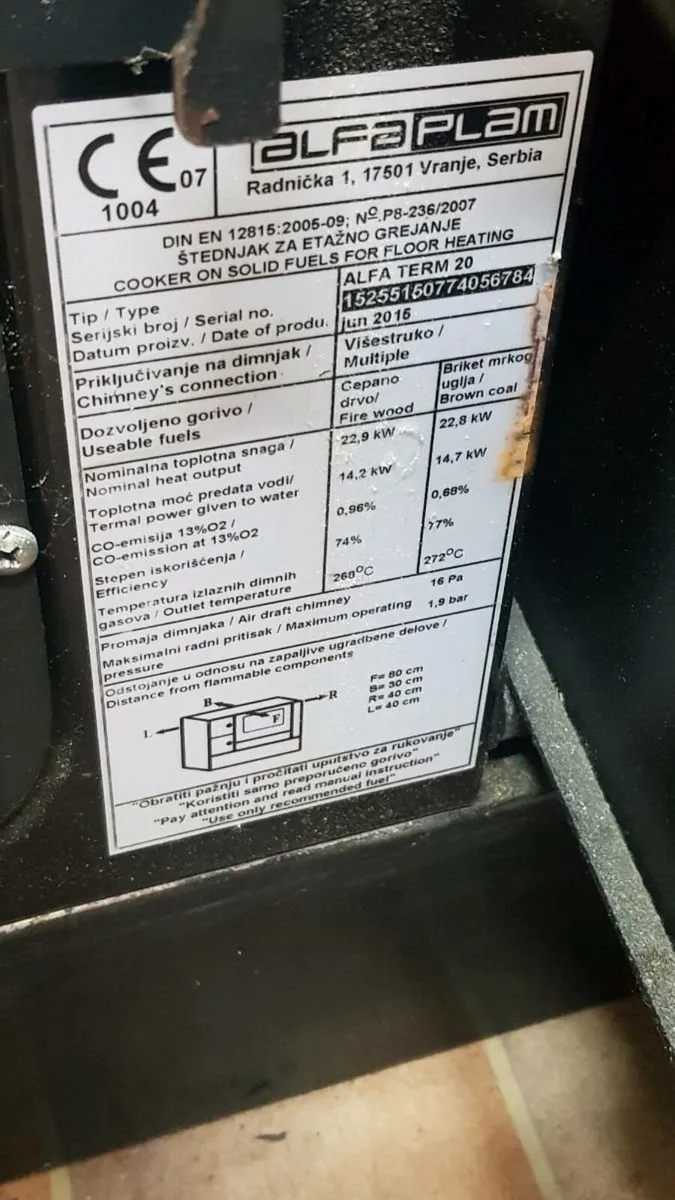 CE 07
1004
ALFA PLAM
Radnička 1, 17501 Vranje, Serbia
DIN EN 12815:2005-09; Nº.P8-236/2007
ŠTEDNJAK ZA ETAŽNO GREJANJE
COOKER ON SOLID FUELS FOR FLOOR HEATING
Tip / Type ALFA TERM 20
Serijski broj / Serial no. 15255150774056784
Datum proizv. / Date of produ. jun 2015
Priključivanje na dimnjak / Višestruko /
Chimney's connection Multiple
Dozvoljeno gorivo / Cepano drvo/ Briket mrkog uglja /
Useable fuels Fire wood Brown coal
Nominalna toplotna snaga / 22,9 kW 22,8 kW
Nominal heat output
Toplotna moć predata vodi/ 14,2 kW 14,7 kW
Termal power given to water
CO-emisija 13%O2 / 0,96% 0,68%
CO-emission at 13%O2
Stepen iskorišćenja / 74% 77%
Efficiency
Temperatura izlaznih dimnih 268ºC 272ºC
gasova / Outlet temperature
Promaja dimnjaka / Air draft chimney 16 Pa
Maksimalni radni pritisak / Maximum operating 1,9 bar
pressure
Odstojanje u odnosu na zapaljive ugradbene delove /
Distance from flammable components
F= 80 cm
B= 30 cm
R= 40 cm
L= 40 cm
L
B
F
R
"Obratiti pažnju i pročitati uputstvo za rukovanje"
"Koristiti samo preporučeno gorivo"
"Pay attention and read manual instruction"
"Use only recommended fuel"